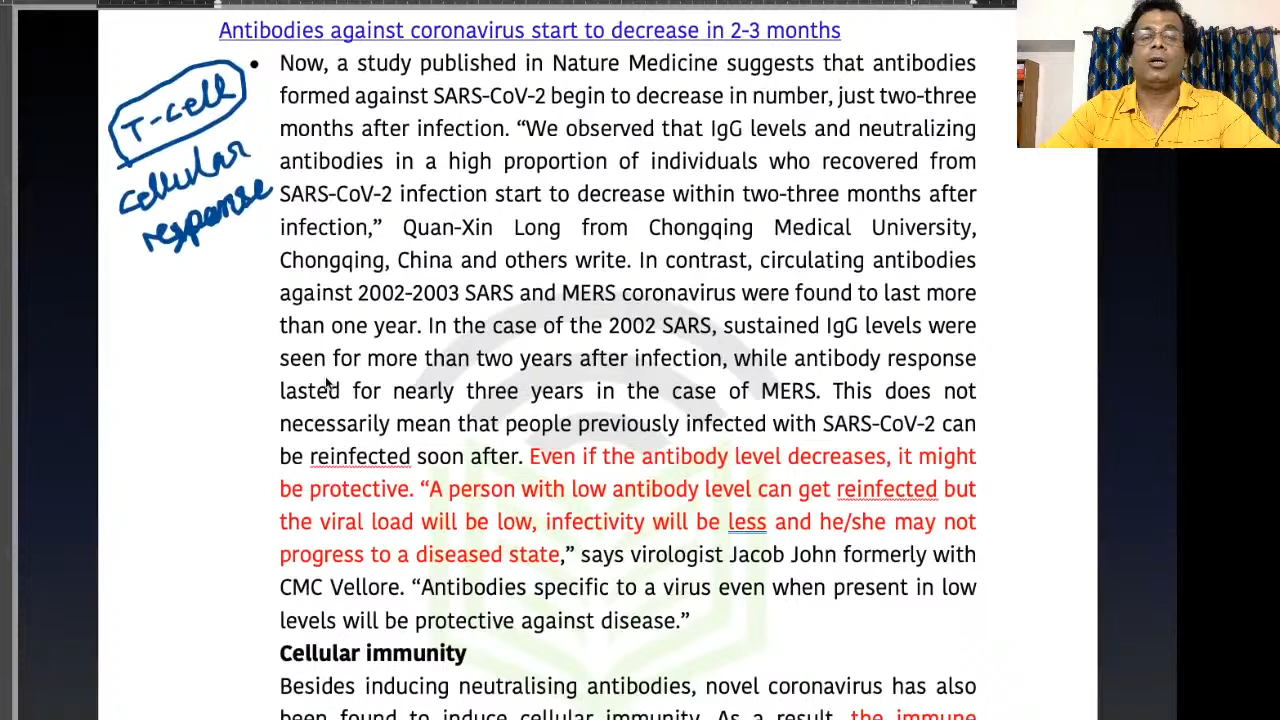 Antibodies against coronavirus start to decrease in 2-3 months
T-cell
cellular
response
• Now, a study published in Nature Medicine suggests that antibodies
formed against SARS-CoV-2 begin to decrease in number, just two-three
months after infection. “We observed that IgG levels and neutralizing
antibodies in a high proportion of individuals who recovered from
SARS-CoV-2 infection start to decrease within two-three months after
infection,” Quan-Xin Long from Chongqing Medical University,
Chongqing, China and others write. In contrast, circulating antibodies
against 2002-2003 SARS and MERS coronavirus were found to last more
than one year. In the case of the 2002 SARS, sustained IgG levels were
seen for more than two years after infection, while antibody response
lasted for nearly three years in the case of MERS. This does not
necessarily mean that people previously infected with SARS-CoV-2 can
be reinfected soon after. Even if the antibody level decreases, it might
be protective. “A person with low antibody level can get reinfected but
the viral load will be low, infectivity will be less and he/she may not
progress to a diseased state,” says virologist Jacob John formerly with
CMC Vellore. “Antibodies specific to a virus even when present in low
levels will be protective against disease.”
Cellular immunity
Besides inducing neutralising antibodies, novel coronavirus has also
been found to induce cellular immunity. As a result, the immune